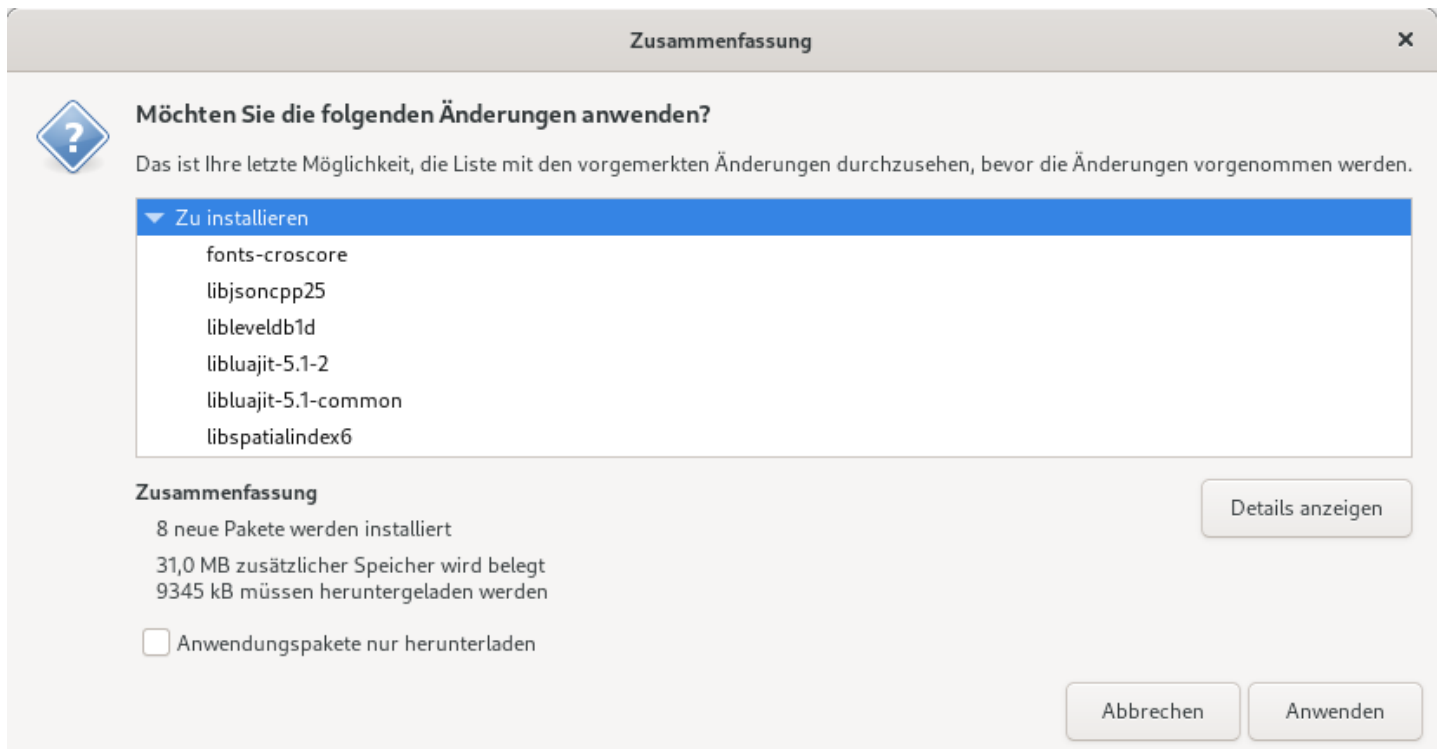 Zusammenfassung
Möchten Sie die folgenden Änderungen anwenden?
Das ist Ihre letzte Möglichkeit, die Liste mit den vorgemerkten Änderungen durchzusehen, bevor die Änderungen vorgenommen werden.
Zu installieren
fonts-croscore
libjsoncpp25
libleveldb1d
libluajit-5.1-2
libluajit-5.1-common
libspatialindex6
Zusammenfassung
Details anzeigen
8 neue Pakete werden installiert
31,0 MB zusätzlicher Speicher wird belegt
9345 kB müssen heruntergeladen werden
Anwendungspakete nur herunterladen
Abbrechen
Anwenden